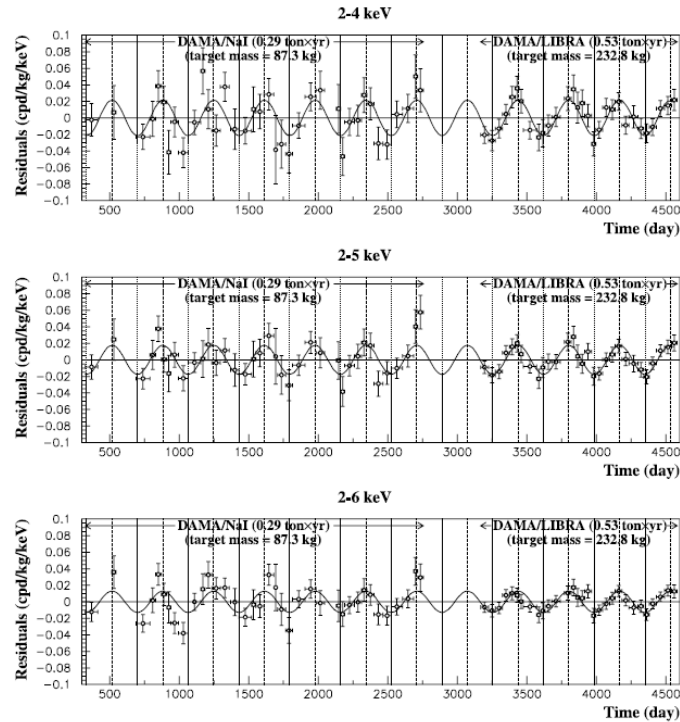 2-4 keV
Residuals (cpd/kg/keV)
0.1
0.08
0.06
0.04
0.02
0
−0.02
−0.04
−0.06
−0.08
−0.1
DAMA/NaI (0.29 ton×yr)
(target mass = 87.3 kg)
DAMA/LIBRA (0.53 ton×yr)
(target mass = 232.8 kg)
500 1000 1500 2000 2500 3000 3500 4000 4500
Time (day)
2-5 keV
Residuals (cpd/kg/keV)
0.1
0.08
0.06
0.04
0.02
0
−0.02
−0.04
−0.06
−0.08
−0.1
DAMA/NaI (0.29 ton×yr)
(target mass = 87.3 kg)
DAMA/LIBRA (0.53 ton×yr)
(target mass = 232.8 kg)
500 1000 1500 2000 2500 3000 3500 4000 4500
Time (day)
2-6 keV
Residuals (cpd/kg/keV)
0.1
0.08
0.06
0.04
0.02
0
−0.02
−0.04
−0.06
−0.08
−0.1
DAMA/NaI (0.29 ton×yr)
(target mass = 87.3 kg)
DAMA/LIBRA (0.53 ton×yr)
(target mass = 232.8 kg)
500 1000 1500 2000 2500 3000 3500 4000 4500
Time (day)